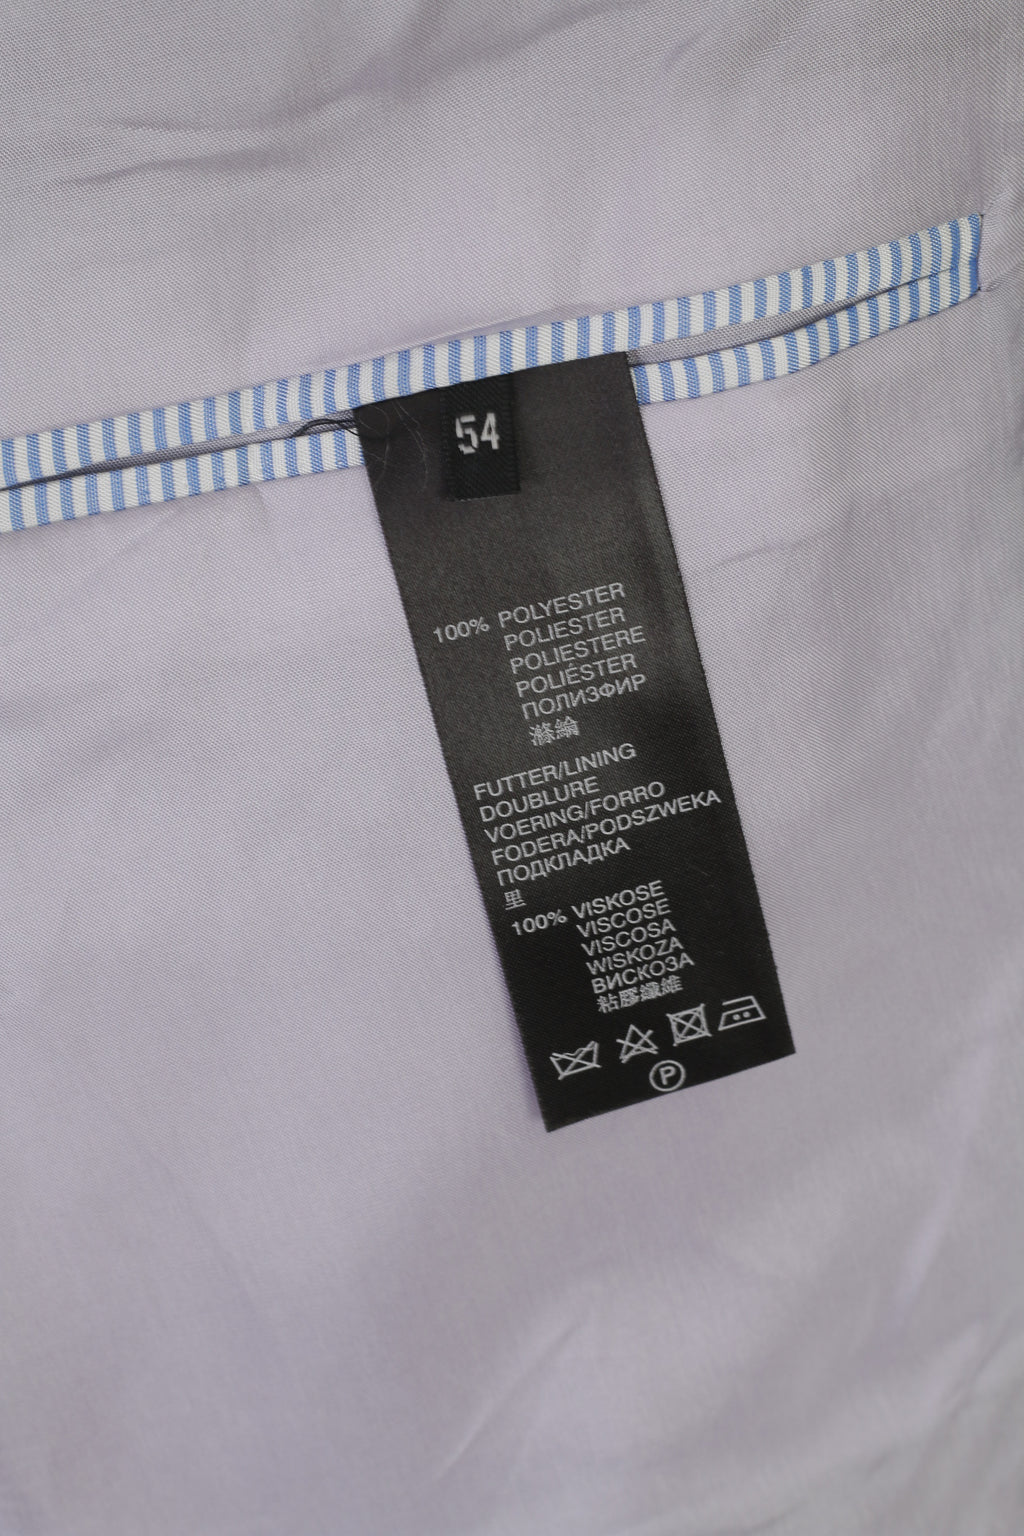 54
100% POLYESTER
POLIESTER
POLIESTERE
POLIÉSTER
ПОЛИЗФИР
滌綸
FUTTER/LINING
DOUBLURE
VOERING/FORRO
FODERA/PODSZWEKA
ПОДКЛАДКА
里
100% VISKOSE
VISCOSE
VISCOSA
WISKOZA
ВИСКОЗА
粘膠纖維
P